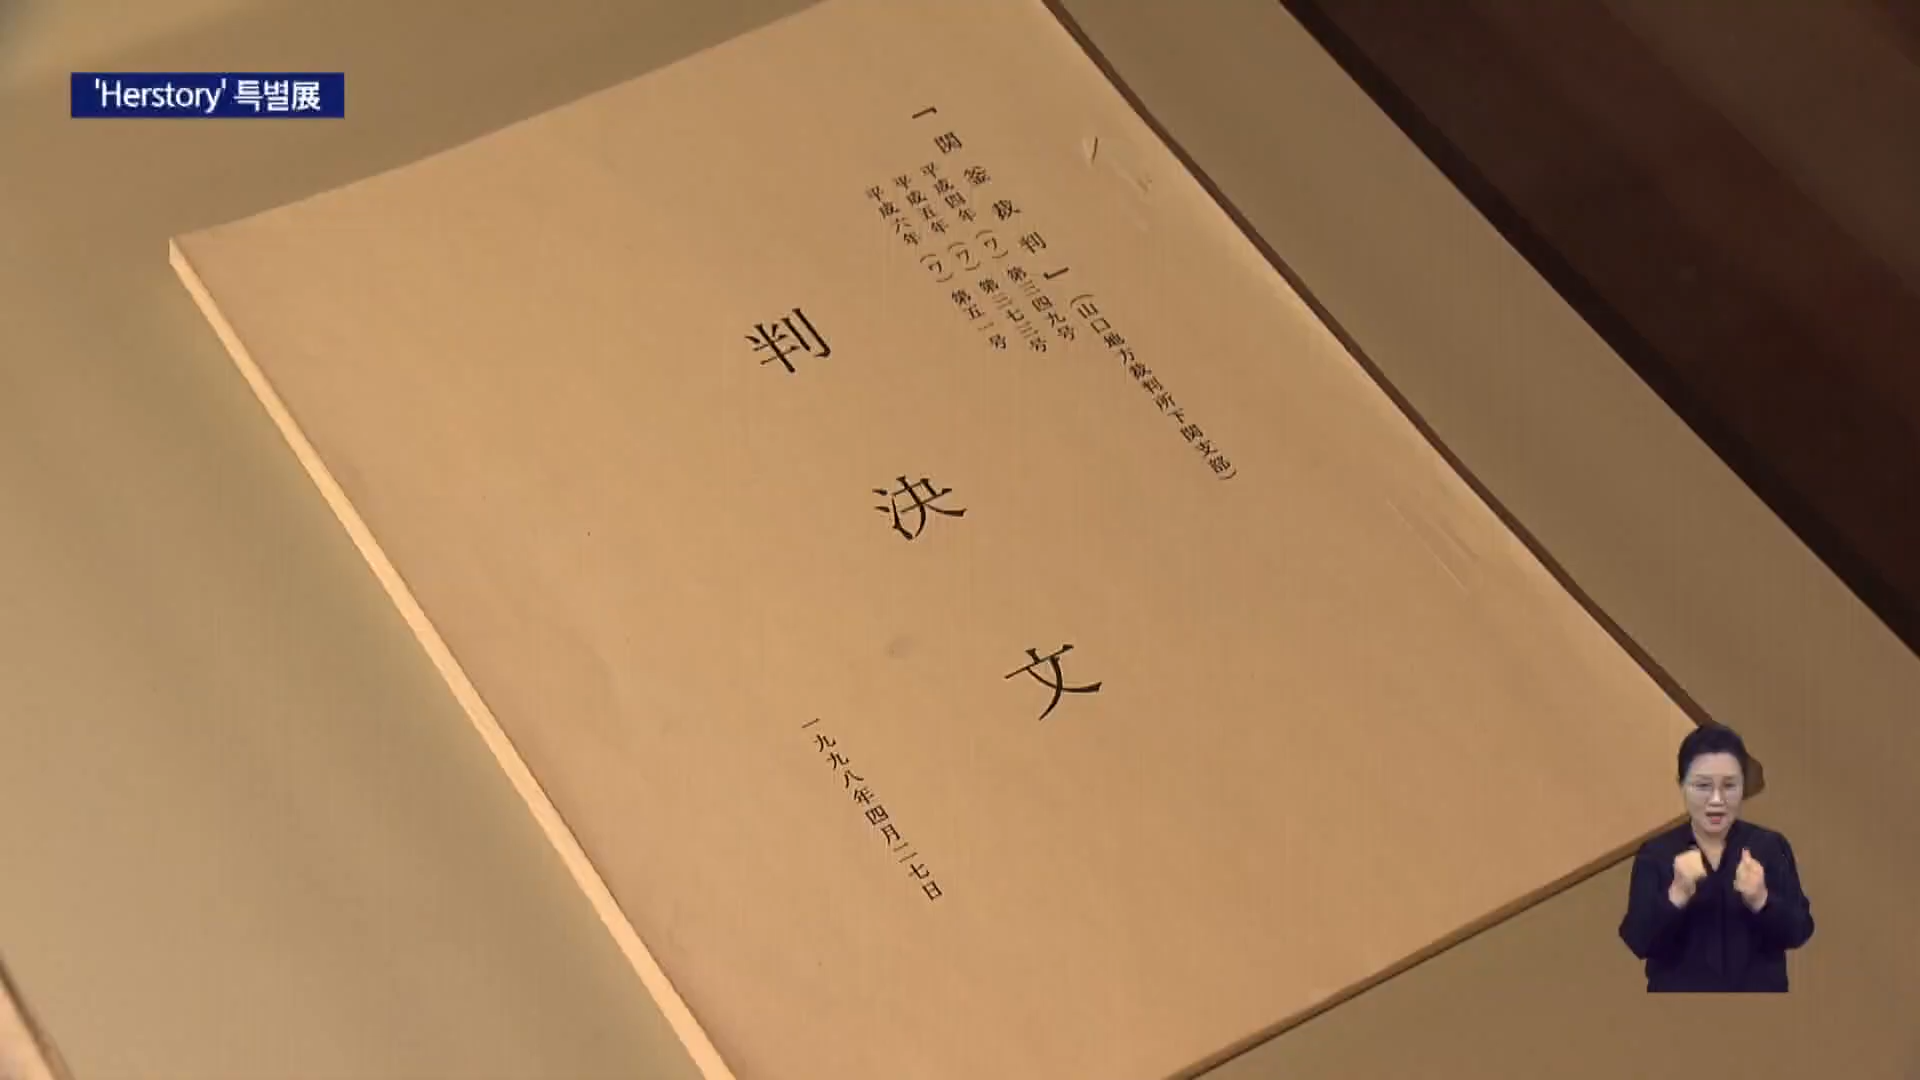 'Herstory' 특별展
「関釜裁判」(山口地方裁判所下関支部)
平成四年(ワ)第三四九号
平成五年(ワ)第三七三号
平成六年(ワ)第五一号
判決文
一九九八年四月二七日